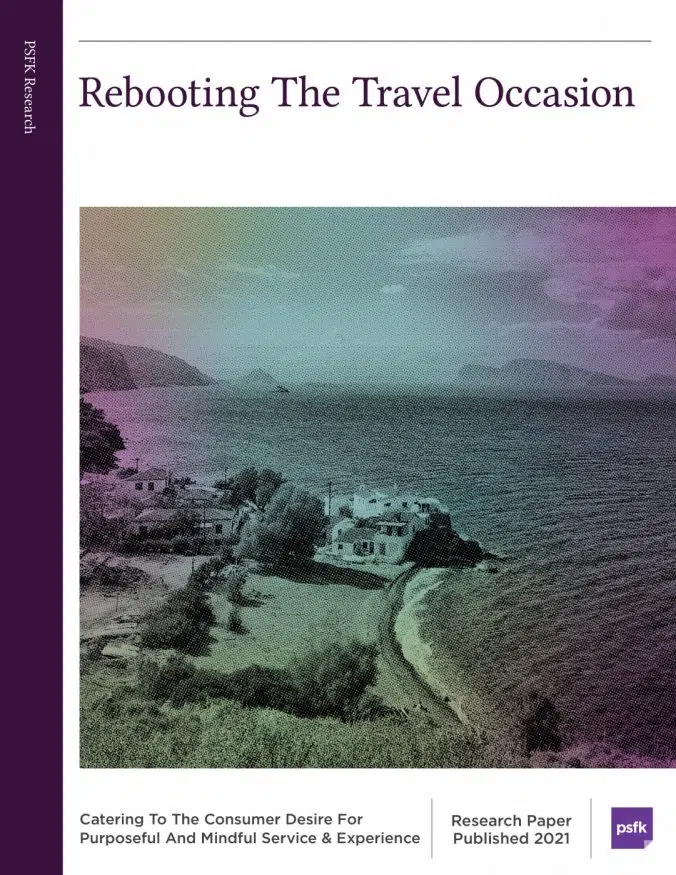 PSFK Research
Rebooting The Travel Occasion
Catering To The Consumer Desire For
Purposeful And Mindful Service & Experience
Research Paper
Published 2021
psfk